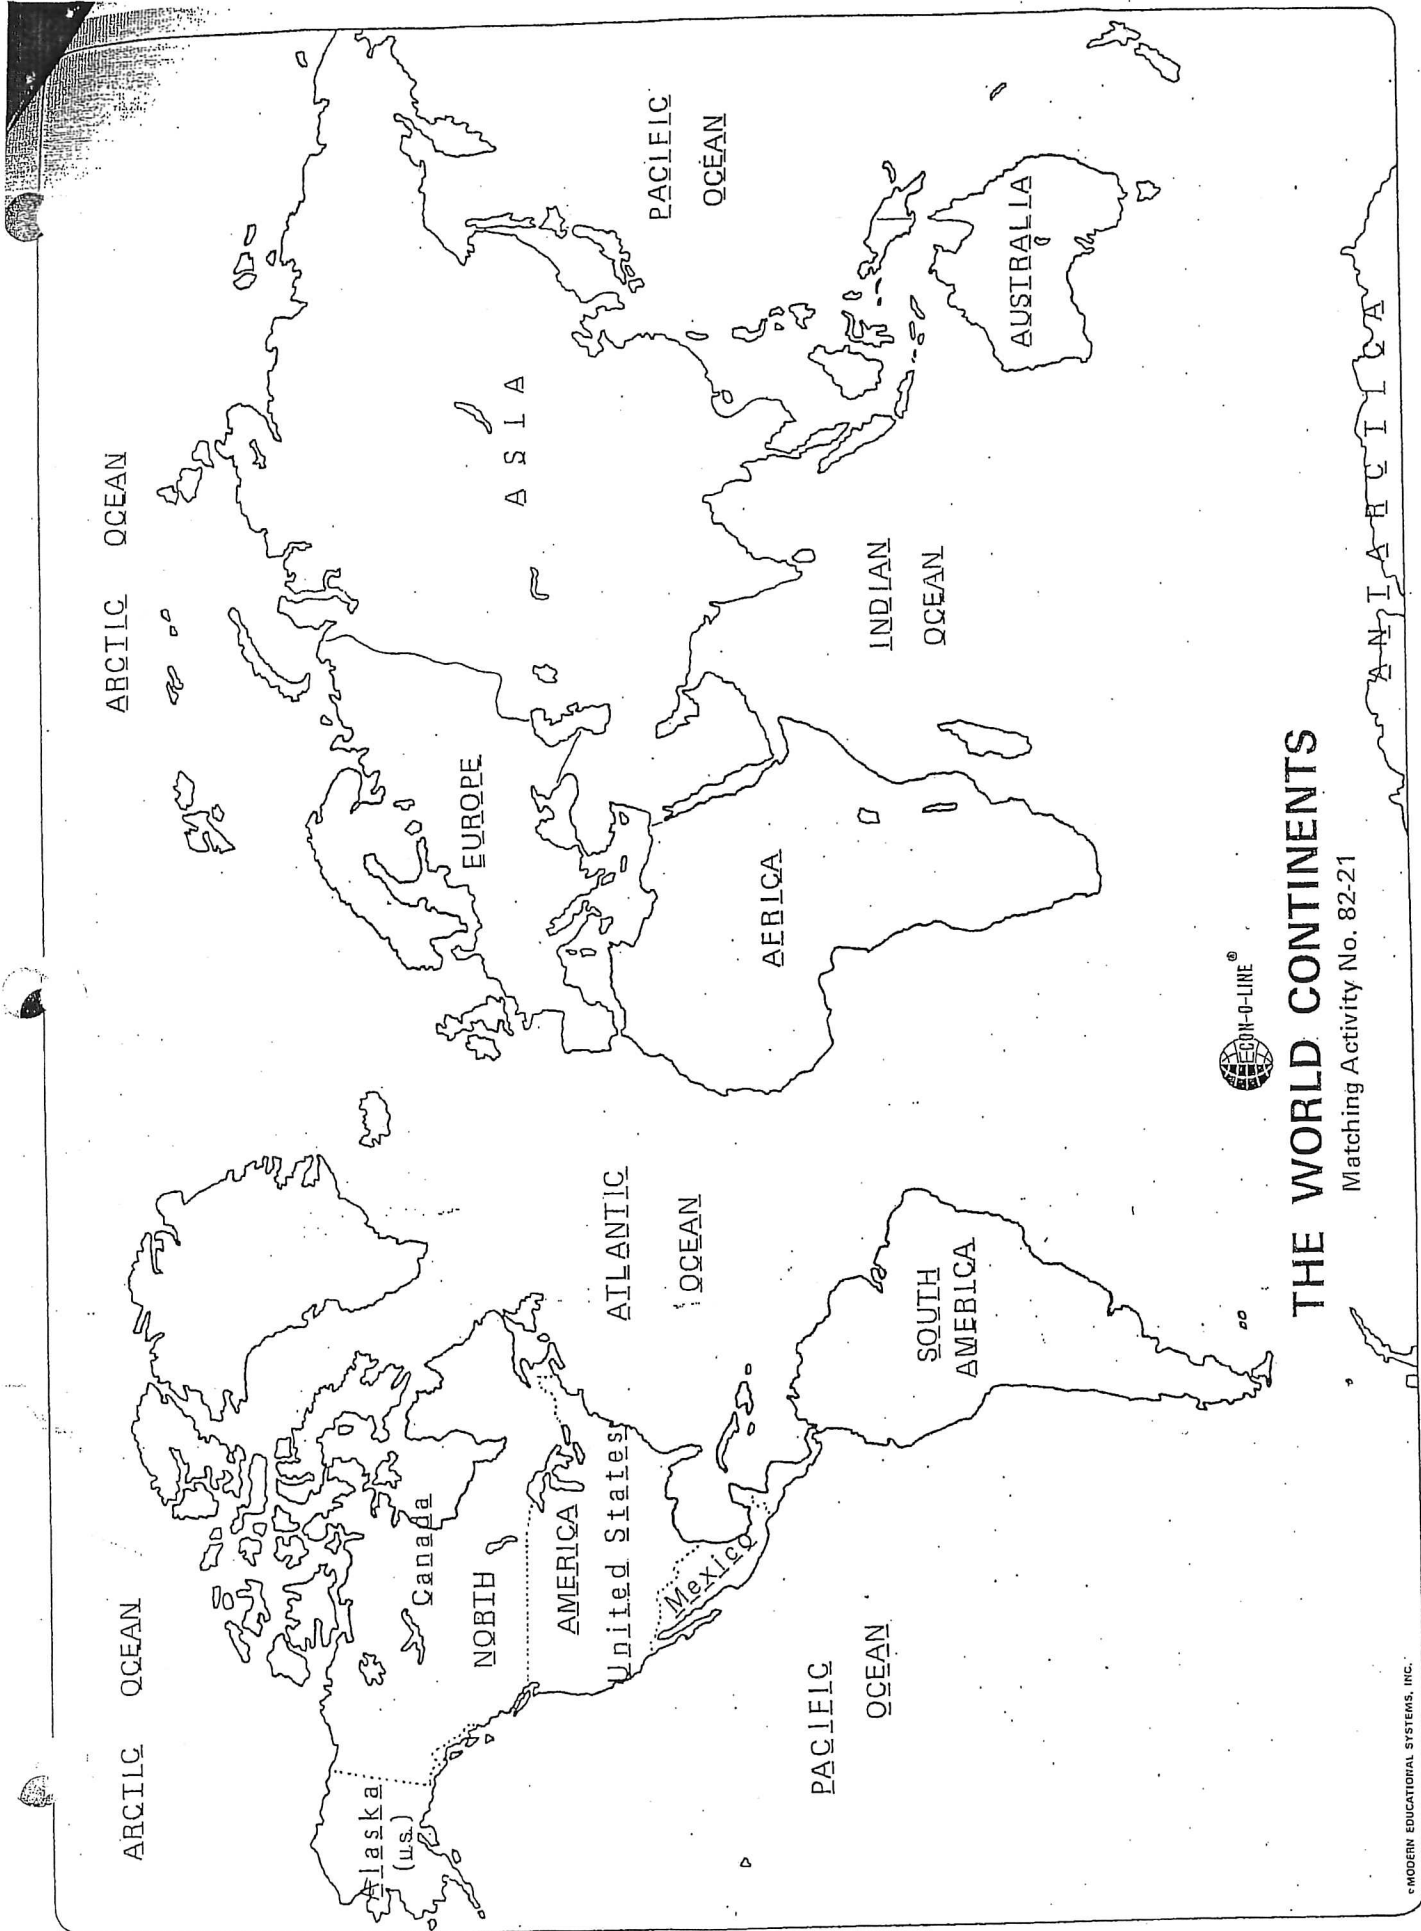 ARCTIC OCEAN
ARCTIC OCEAN
Alaska
(u.s.)
Canada
NORTH
AMERICA
United States
Mexico
ATLANTIC
OCEAN
EUROPE
ASIA
PACIFIC
OCEAN
AFRICA
INDIAN
OCEAN
PACIFIC
OCEAN
SOUTH
AMERICA
AUSTRALIA
ECON-O-LINE®
THE WORLD CONTINENTS
Matching Activity No. 82-21
ANTARCTICA
©MODERN EDUCATIONAL SYSTEMS, INC.